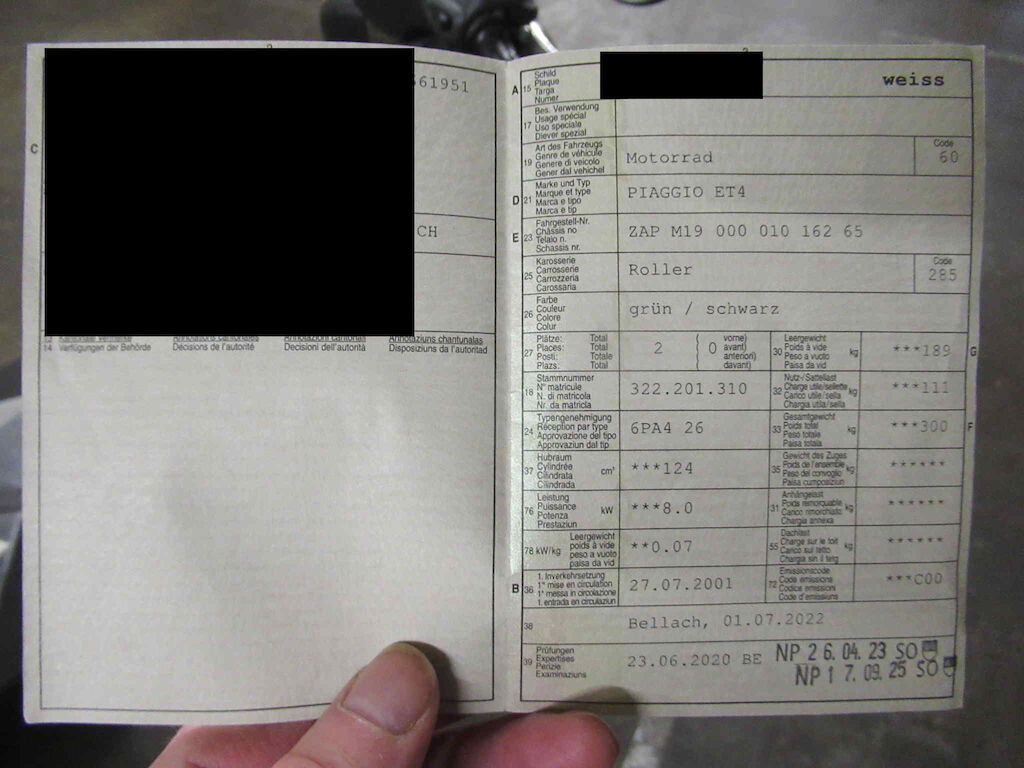 C
61951
CH
14 Verfügungen der Behörde Décisions de l'autorité Decisioni dell'autorità Disposiziuns da l'autoritad
A 15 Schild
Plaque
Targa
Numer
weiss
17 Bes. Verwendung
Usage spécial
Uso speciale
Diever spezial
19 Art des Fahrzeugs
Genre de véhicule
Genere di veicolo
Gener dal vehichel
Motorrad
Code
60
D 21 Marke und Typ
Marque et type
Marca e tipo
Marca e tip
PIAGGIO ET4
E 23 Fahrgestell-Nr.
Châssis no
Telaio n.
Schassis nr.
ZAP M19 000 010 162 65
25 Karosserie
Carrosserie
Carrozzeria
Carossaria
Roller
Code
285
26 Farbe
Couleur
Colore
Colur
grün / schwarz
27 Plätze: Total
Places: Total
Posti: Totale
Plazs: Total
2
( 0 vorne)
( avant)
( anteriori)
( davant)
30 Leergewicht
Poids à vide
Peso a vuoto
Paisa da vid
kg
***189
G
18 Stammnummer
N° matricule
N. di matricola
Nr. da matricla
322.201.310
32 Nutz-/Sattellast
Charge utile/sellette
Carico utile/sella
Chargia utila/sella
kg
***111
24 Typengenehmigung
Réception par type
Approvazione del tipo
Approvaziun dal tip
6PA4 26
33 Gesamtgewicht
Poids total
Peso totale
Paisa totala
kg
***300
F
37 Hubraum
Cylindrée
Cilindrata
Cilindrada
cm³
***124
35 Gewicht des Zuges
Poids de l'ensemble
Peso del convoglio
Paisa cumposiziun
kg
******
76 Leistung
Puissance
Potenza
Prestaziun
kW
***8.0
31 Anhängelast
Poids remorquable
Carico rimorchiato
Chargia annexa
kg
******
78 kW/kg Leergewicht
poids à vide
peso a vuoto
paisa da vid
**0.07
55 Dachlast
Charge sur le toit
Carico sul tetto
Chargia sin il tetg
kg
******
B 36 1. Inverkehrsetzung
1re mise en circulation
1a messa in circolazione
1. entrada en circulaziun
27.07.2001
72 Emissionscode
Code émissions
Codice emissioni
Code d'emissiuns
***C00
38
Bellach, 01.07.2022
39 Prüfungen
Expertises
Perizie
Examinaziuns
23.06.2020 BE NP 2 6. 04. 23 SO
NP 1 7. 09. 25 SO